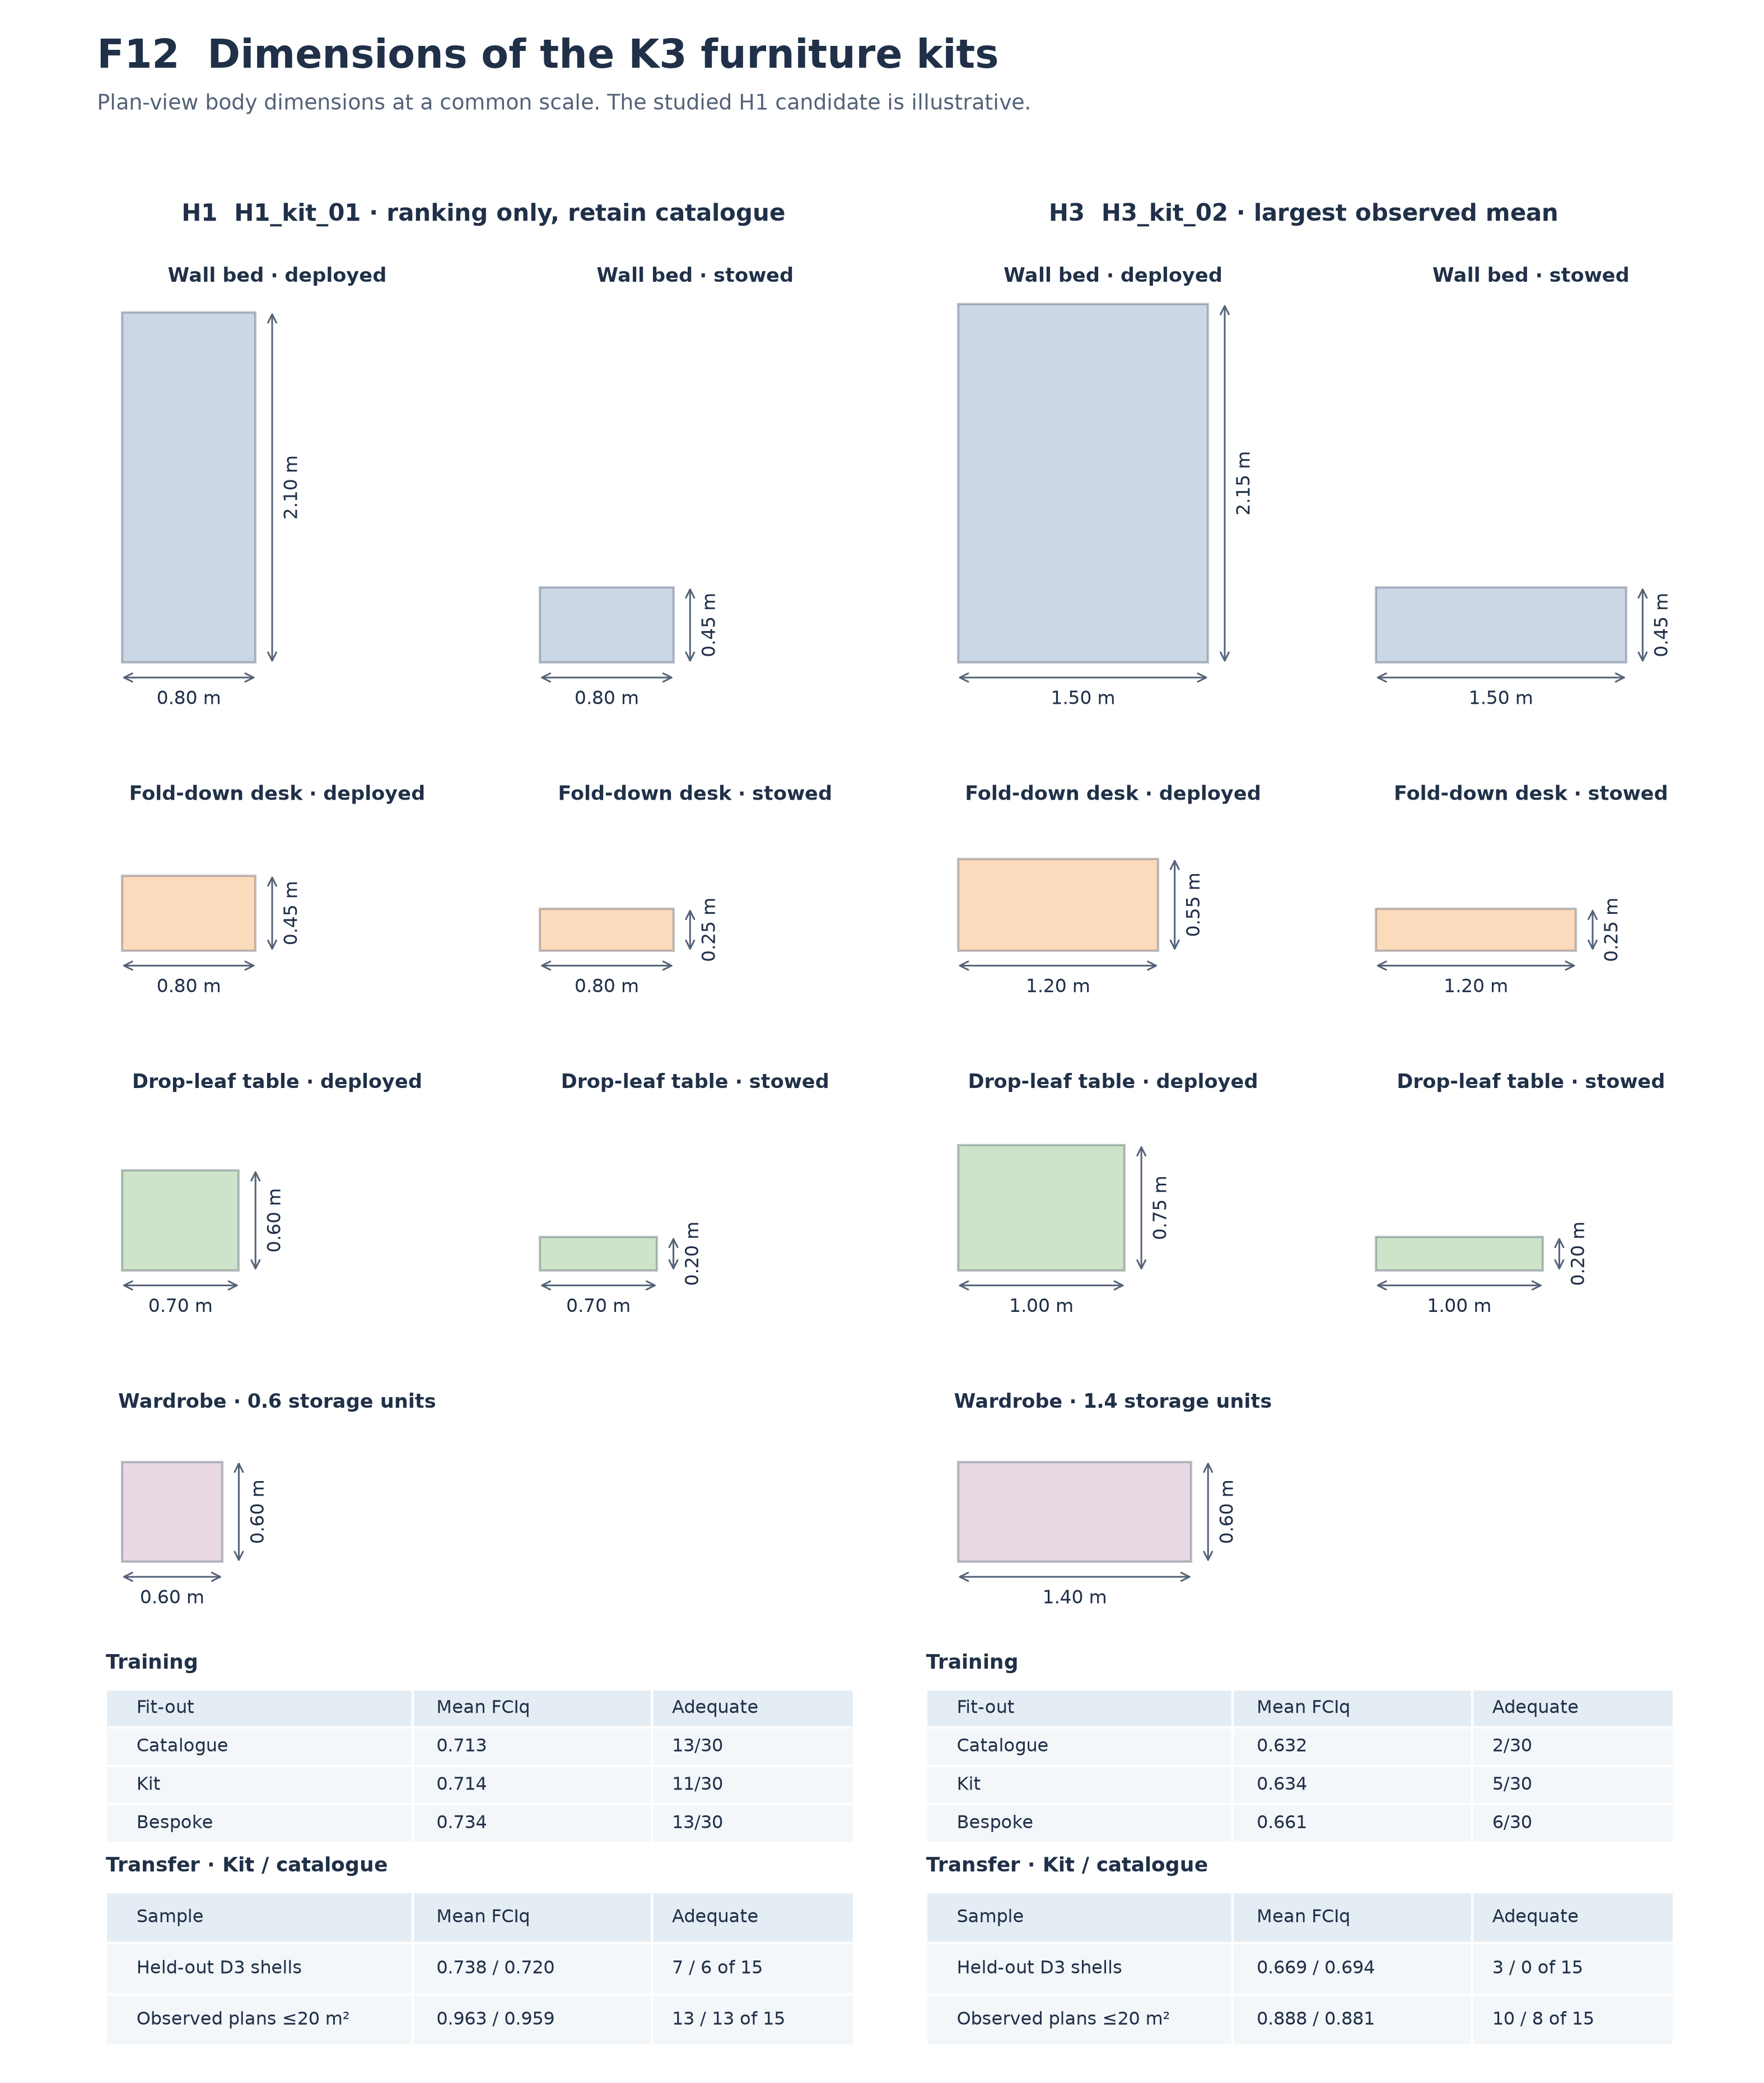 F12 Dimensions of the K3 furniture kits
Plan-view body dimensions at a common scale. The studied H1 candidate is illustrative.
H1 H1_kit_01 · ranking only, retain catalogue
Wall bed · deployed
Wall bed · stowed
2.10 m
0.80 m
0.45 m
0.80 m
Fold-down desk · deployed
Fold-down desk · stowed
0.45 m
0.80 m
0.25 m
0.80 m
Drop-leaf table · deployed
Drop-leaf table · stowed
0.60 m
0.70 m
0.20 m
0.70 m
Wardrobe · 0.6 storage units
0.60 m
0.60 m
Training
Fit-out Mean FCIq Adequate
Catalogue 0.713 13/30
Kit 0.714 11/30
Bespoke 0.734 13/30
Transfer · Kit / catalogue
Sample Mean FCIq Adequate
Held-out D3 shells 0.738 / 0.720 7 / 6 of 15
Observed plans ≤20 m² 0.963 / 0.959 13 / 13 of 15
H3 H3_kit_02 · largest observed mean
Wall bed · deployed
Wall bed · stowed
2.15 m
1.50 m
0.45 m
1.50 m
Fold-down desk · deployed
Fold-down desk · stowed
0.55 m
1.20 m
0.25 m
1.20 m
Drop-leaf table · deployed
Drop-leaf table · stowed
0.75 m
1.00 m
0.20 m
1.00 m
Wardrobe · 1.4 storage units
0.60 m
1.40 m
Training
Fit-out Mean FCIq Adequate
Catalogue 0.632 2/30
Kit 0.634 5/30
Bespoke 0.661 6/30
Transfer · Kit / catalogue
Sample Mean FCIq Adequate
Held-out D3 shells 0.669 / 0.694 3 / 0 of 15
Observed plans ≤20 m² 0.888 / 0.881 10 / 8 of 15